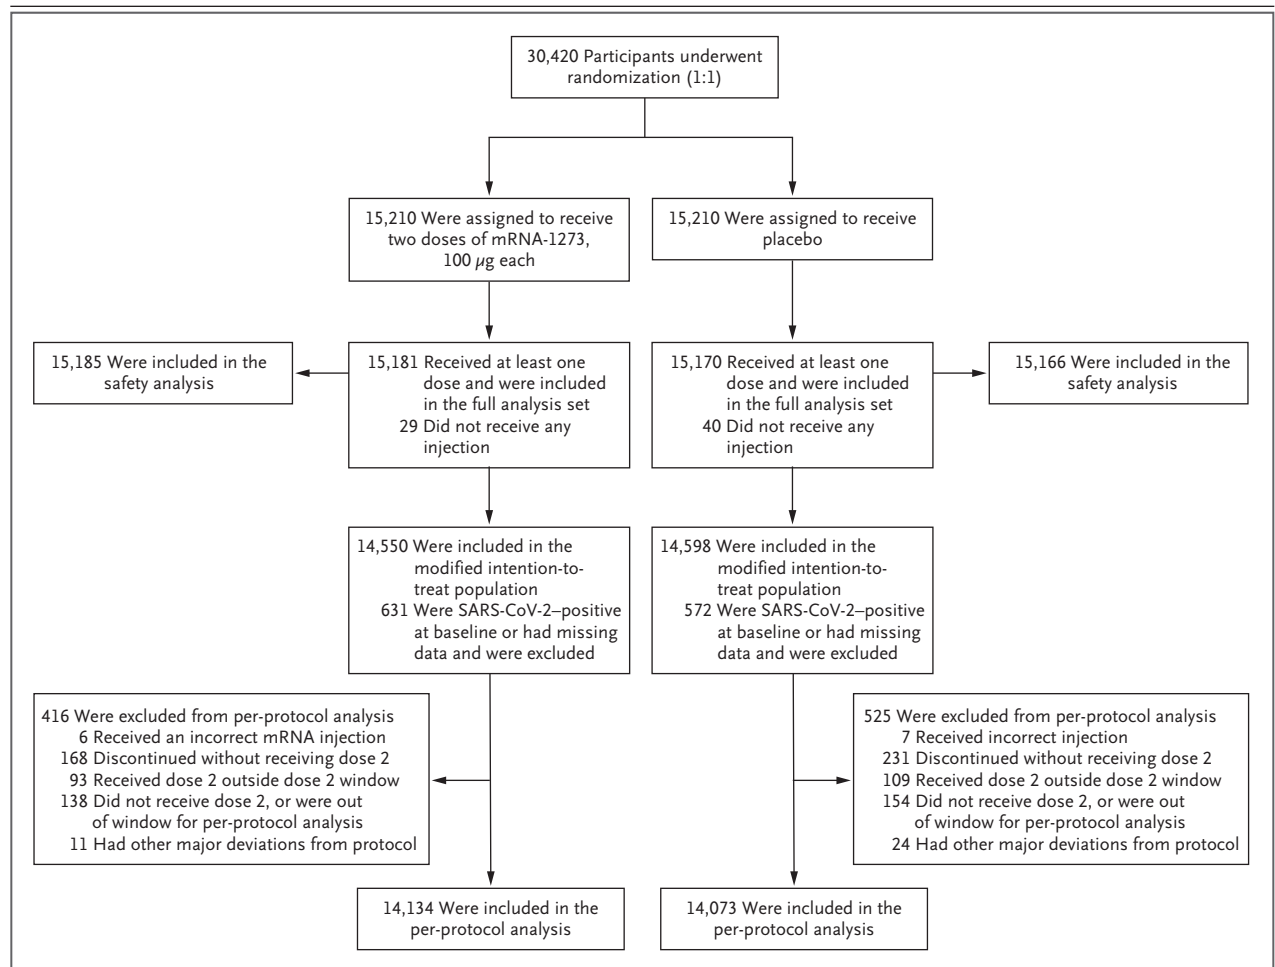 30,420 Participants underwent
randomization (1:1)
15,210 Were assigned to receive
two doses of mRNA-1273,
100 µg each
15,210 Were assigned to receive
placebo
15,185 Were included in the
safety analysis
15,181 Received at least one
dose and were included
in the full analysis set
29 Did not receive any
injection
15,170 Received at least one
dose and were included
in the full analysis set
40 Did not receive any
injection
15,166 Were included in the
safety analysis
14,550 Were included in the
modified intention-to-
treat population
631 Were SARS-CoV-2–positive
at baseline or had missing
data and were excluded
14,598 Were included in the
modified intention-to-
treat population
572 Were SARS-CoV-2–positive
at baseline or had missing
data and were excluded
416 Were excluded from per-protocol analysis
6 Received an incorrect mRNA injection
168 Discontinued without receiving dose 2
93 Received dose 2 outside dose 2 window
138 Did not receive dose 2, or were out
of window for per-protocol analysis
11 Had other major deviations from protocol
525 Were excluded from per-protocol analysis
7 Received incorrect injection
231 Discontinued without receiving dose 2
109 Received dose 2 outside dose 2 window
154 Did not receive dose 2, or were out
of window for per-protocol analysis
24 Had other major deviations from protocol
14,134 Were included in the
per-protocol analysis
14,073 Were included in the
per-protocol analysis